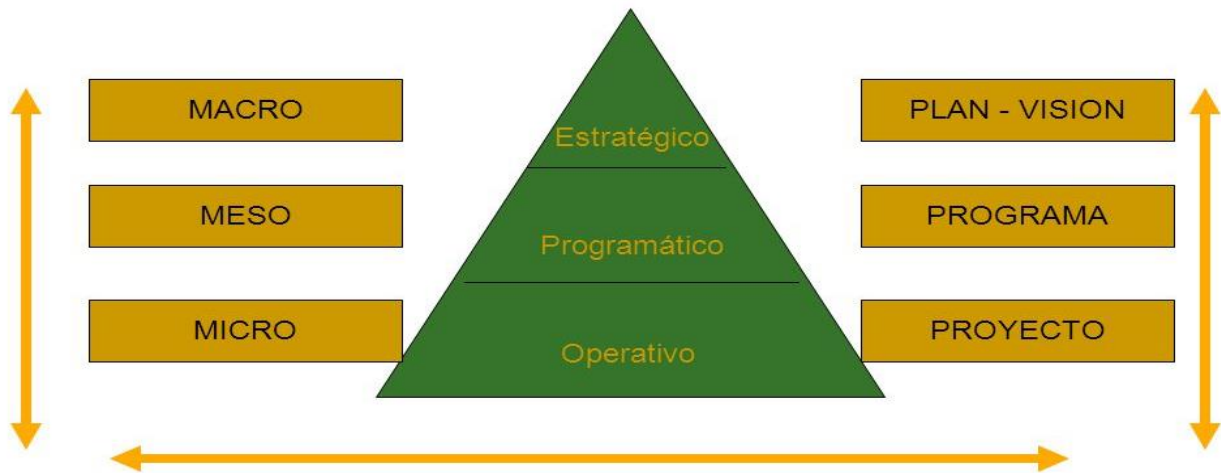 MACRO
PLAN - VISION
Estratégico
MESO
PROGRAMA
Programático
MICRO
PROYECTO
Operativo